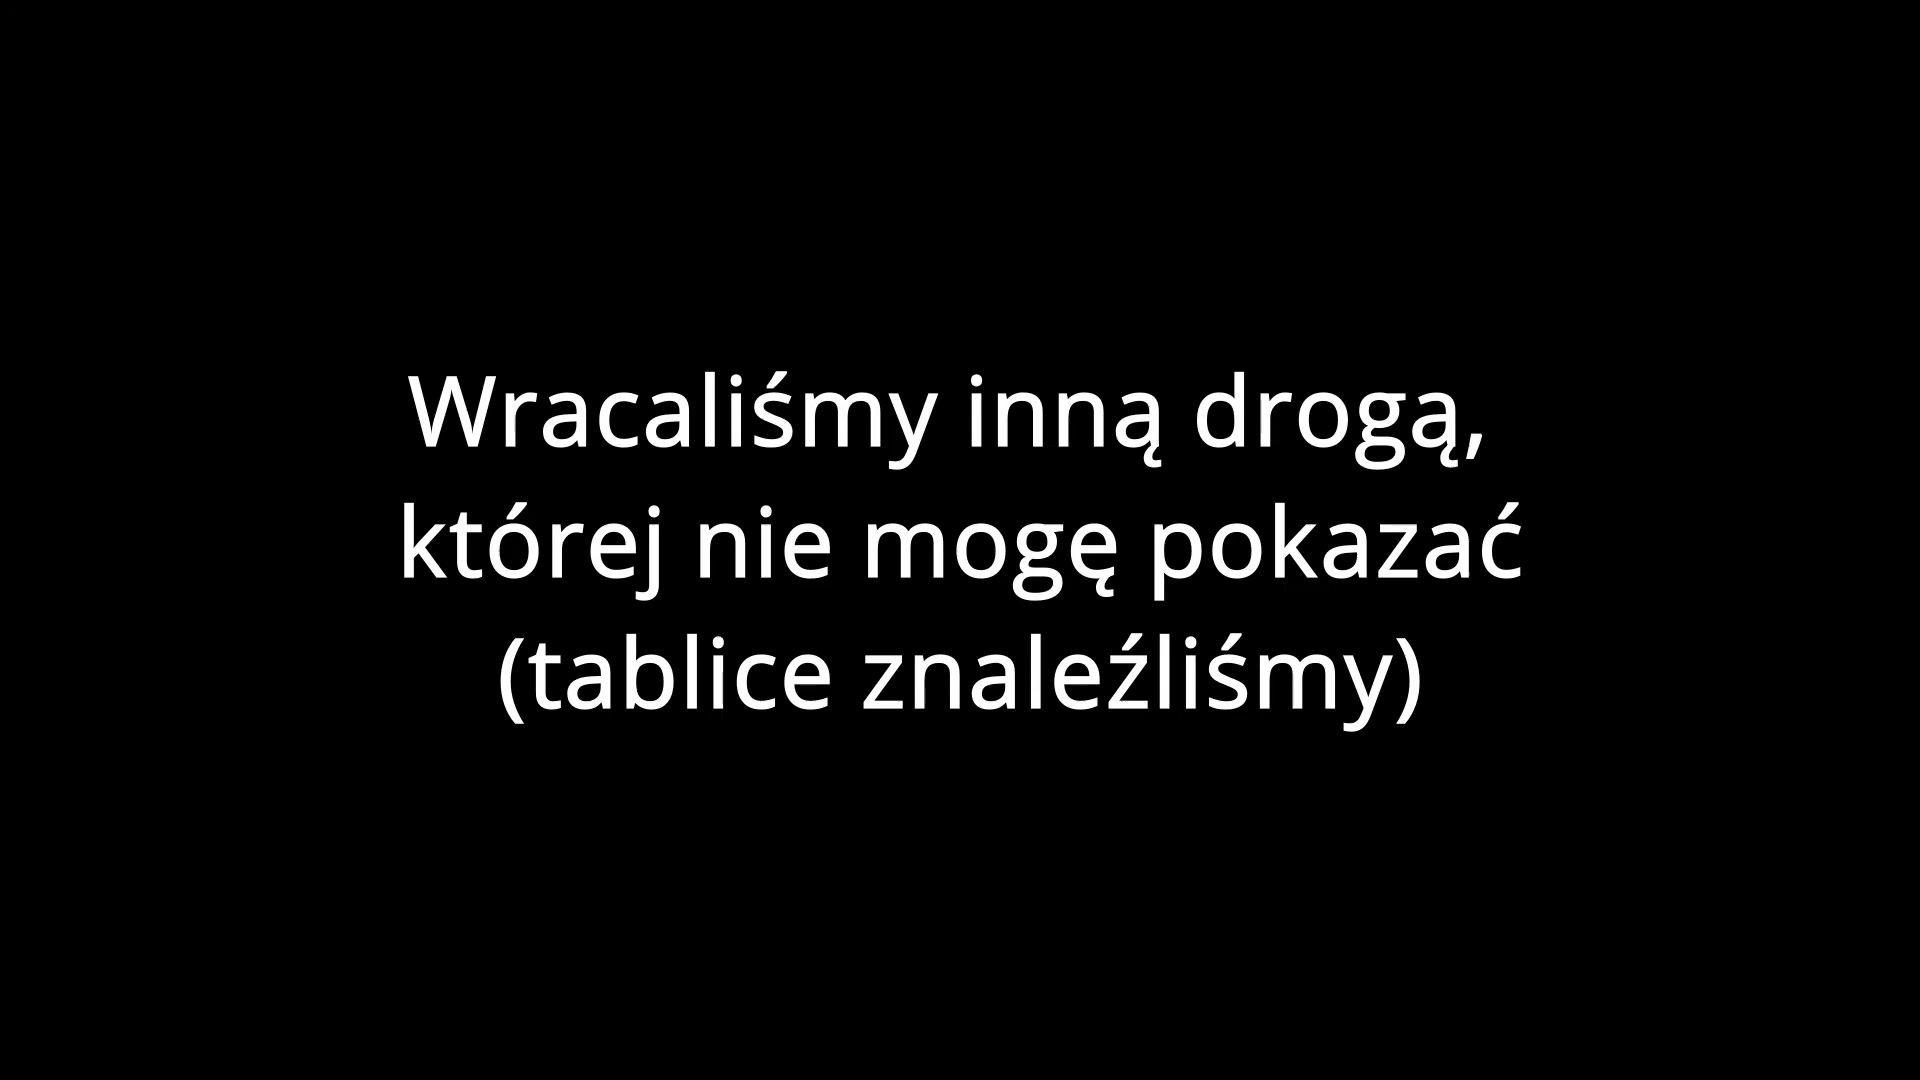 Wracaliśmy inną drogą,
której nie mogę pokazać
(tablice znaleźliśmy)